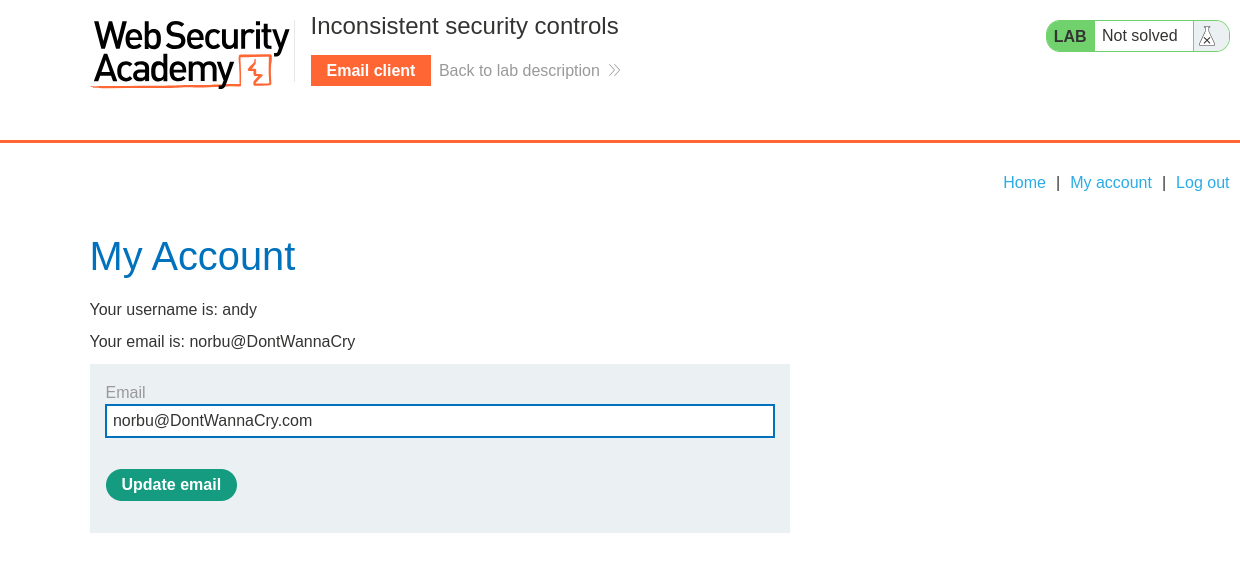 Web Security
Academy
Inconsistent security controls
Email client
Back to lab description
LAB
Not solved
Home | My account | Log out
My Account
Your username is: andy
Your email is: norbu@DontWannaCry
Email
norbu@DontWannaCry.com
Update email